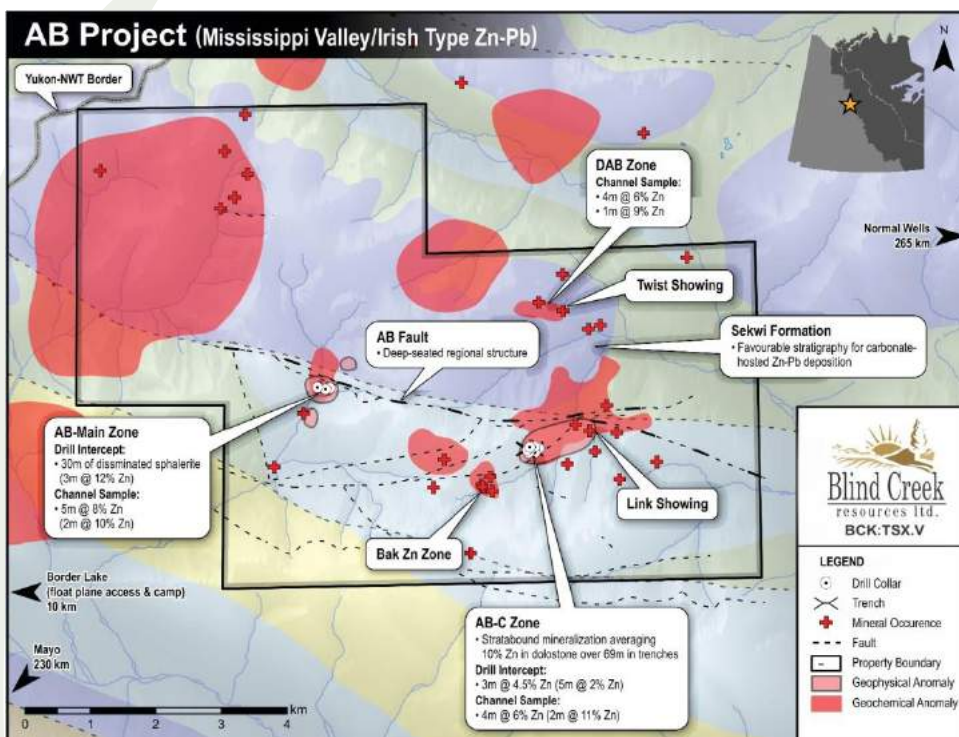 AB Project (Mississippi Valley/Irish Type Zn-Pb)
Yukon-NWT Border
N
DAB Zone
Channel Sample:
• 4m @ 6% Zn
• 1m @ 9% Zn
Normal Wells
265 km
Twist Showing
AB Fault
• Deep-seated regional structure
Sekwi Formation
• Favourable stratigraphy for carbonate-
hosted Zn-Pb deposition
AB-Main Zone
Drill Intercept:
• 30m of dissminated sphalerite
(3m @ 12% Zn)
Channel Sample:
• 5m @ 8% Zn
(2m @ 10% Zn)
Link Showing
Bak Zn Zone
Blind Creek
resources ltd.
BCK:TSX.V
Border Lake
(float plane access & camp)
10 km
AB-C Zone
• Stratabound mineralization averaging
10% Zn in dolostone over 69m in trenches
Drill Intercept:
• 3m @ 4.5% Zn (5m @ 2% Zn)
Channel Sample:
• 4m @ 6% Zn (2m @ 11% Zn)
Mayo
230 km
0 1 2 3 4 km
LEGEND
Drill Collar
Trench
Mineral Occurence
Fault
Property Boundary
Geophysical Anomaly
Geochemical Anomaly